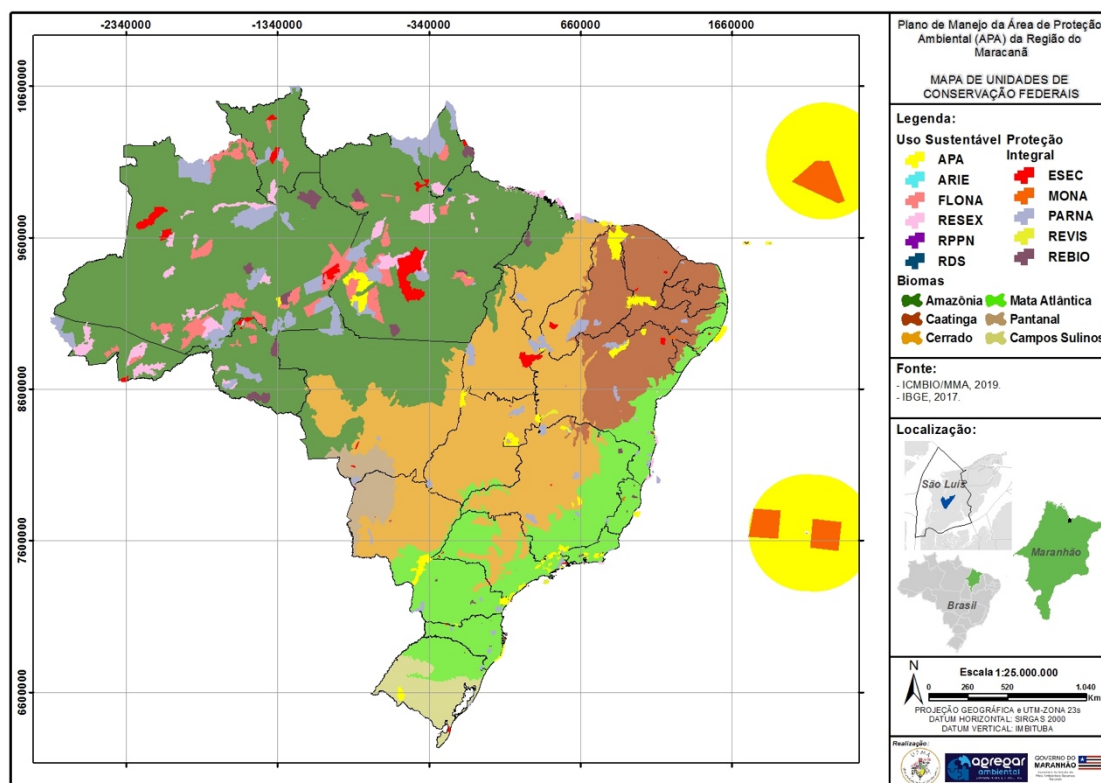 -2340000 -1340000 -340000 660000 1660000
10600000
9600000
8600000
7600000
6600000
Plano de Manejo da Área de Proteção
Ambiental (APA) da Região do
Maracanã
MAPA DE UNIDADES DE
CONSERVAÇÃO FEDERAIS
Legenda:
Uso Sustentável
APA
ARIE
FLONA
RESEX
RPPN
RDS
Proteção
Integral
ESEC
MONA
PARNA
REVIS
REBIO
Biomas
Amazônia Mata Atlântica
Caatinga Pantanal
Cerrado Campos Sulinos
Fonte:
- ICMBIO/MMA, 2019.
- IBGE, 2017.
Localização:
São Luís
Maranhão
Brasil
N
Escala 1:25.000.000
0 260 520 1.040
Km
PROJEÇÃO GEOGRÁFICA e UTM-ZONA 23s
DATUM HORIZONTAL: SIRGAS 2000
DATUM VERTICAL: IMBITUBA
Realização:
agregar
ambiental
GOVERNO DO
MARANHÃO